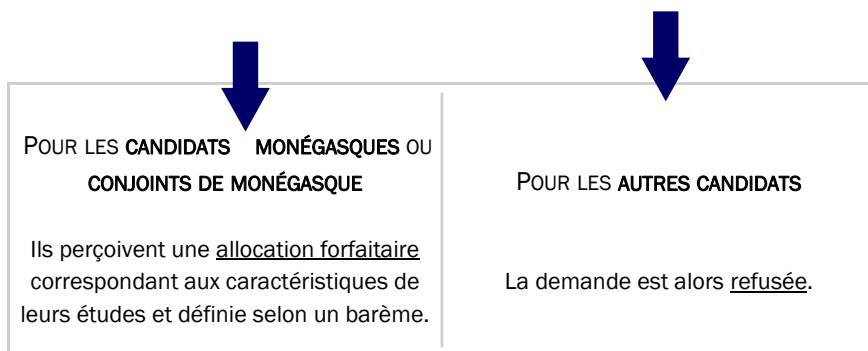 POUR LES CANDIDATS MONÉGASQUES OU
CONJOINTS DE MONÉGASQUE
Ils perçoivent une allocation forfaitaire
correspondant aux caractéristiques de
leurs études et définie selon un barème.
POUR LES AUTRES CANDIDATS
La demande est alors refusée.